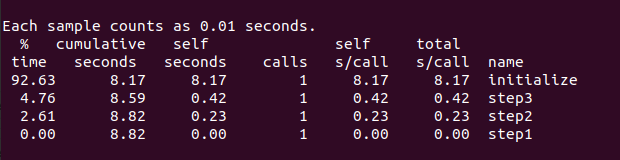 Each sample counts as 0.01 seconds.
% cumulative self self total
time seconds seconds calls s/call s/call name
92.63 8.17 8.17 1 8.17 8.17 initialize
4.76 8.59 0.42 1 0.42 0.42 step3
2.61 8.82 0.23 1 0.23 0.23 step2
0.00 8.82 0.00 1 0.00 0.00 step1